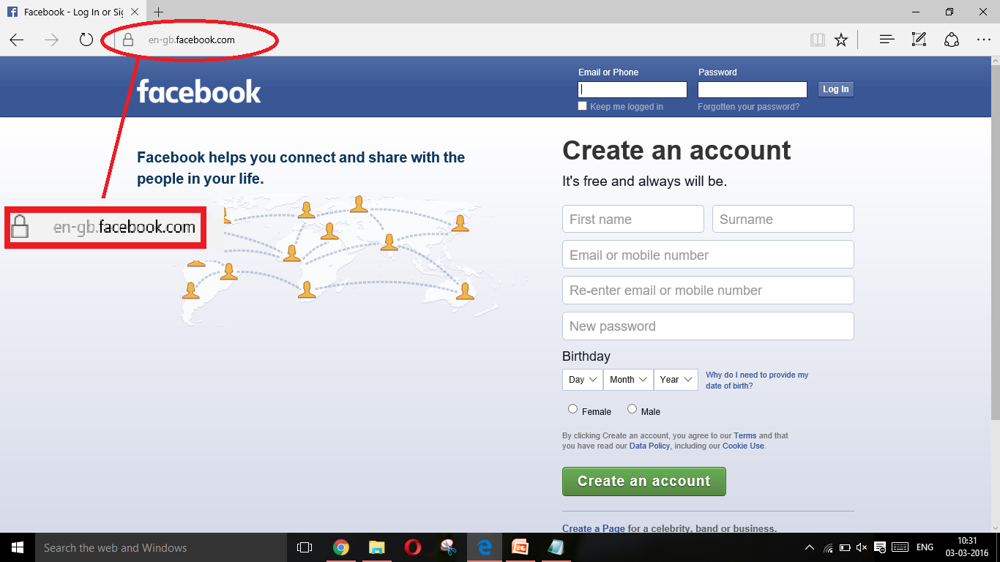 Facebook - Log In or Sig
en-gb.facebook.com
facebook
Email or Phone
Password
Log In
Keep me logged in
Forgotten your password?
Facebook helps you connect and share with the
people in your life.
en-gb.facebook.com
Create an account
It's free and always will be.
First name
Surname
Email or mobile number
Re-enter email or mobile number
New password
Birthday
Day
Month
Year
Why do I need to provide my
date of birth?
Female
Male
By clicking Create an account, you agree to our Terms and that
you have read our Data Policy, including our Cookie Use.
Create an account
Create a Page for a celebrity, band or business.
Search the web and Windows
ENG
10:31
03-03-2016